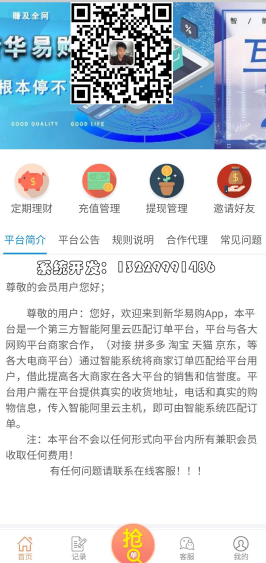 赚及全网
新华易购
根本停不
GOOD QUALITY GOOD LIFE
智 / 能
互
定期理财 充值管理 提现管理 邀请好友
平台简介 平台公告 规则说明 合作代理 常见问题
系统开发：13229991486
尊敬的会员用户您好；
尊敬的用户：您好，欢迎来到新华易购App，本平
台是一个第三方智能阿里云匹配订单平台，平台与各大
网购平台商家合作，（对接 拼多多 淘宝 天猫 京东，等
各大电商平台）通过智能系统将商家订单匹配给平台用
户，借此提高各大商家在各大平台的销售和信誉度。平
台用户需在平台提供真实的收货地址，电话和真实的购
物信息，传入智能阿里云主机，即可由智能系统匹配订
单。
注：本平台不会以任何形式向平台内所有兼职会员
收取任何费用！
有任何问题请联系在线客服！！！
抢
首页 记录 客服 我的